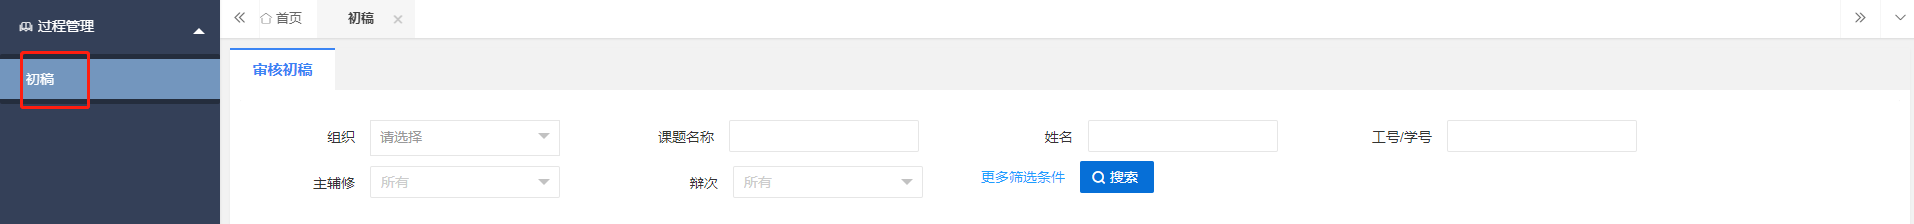 过程管理
初稿
首页
初稿
审核初稿
组织 请选择 课题名称 姓名 工号/学号
主辅修 所有 辩次 所有 更多筛选条件 搜索